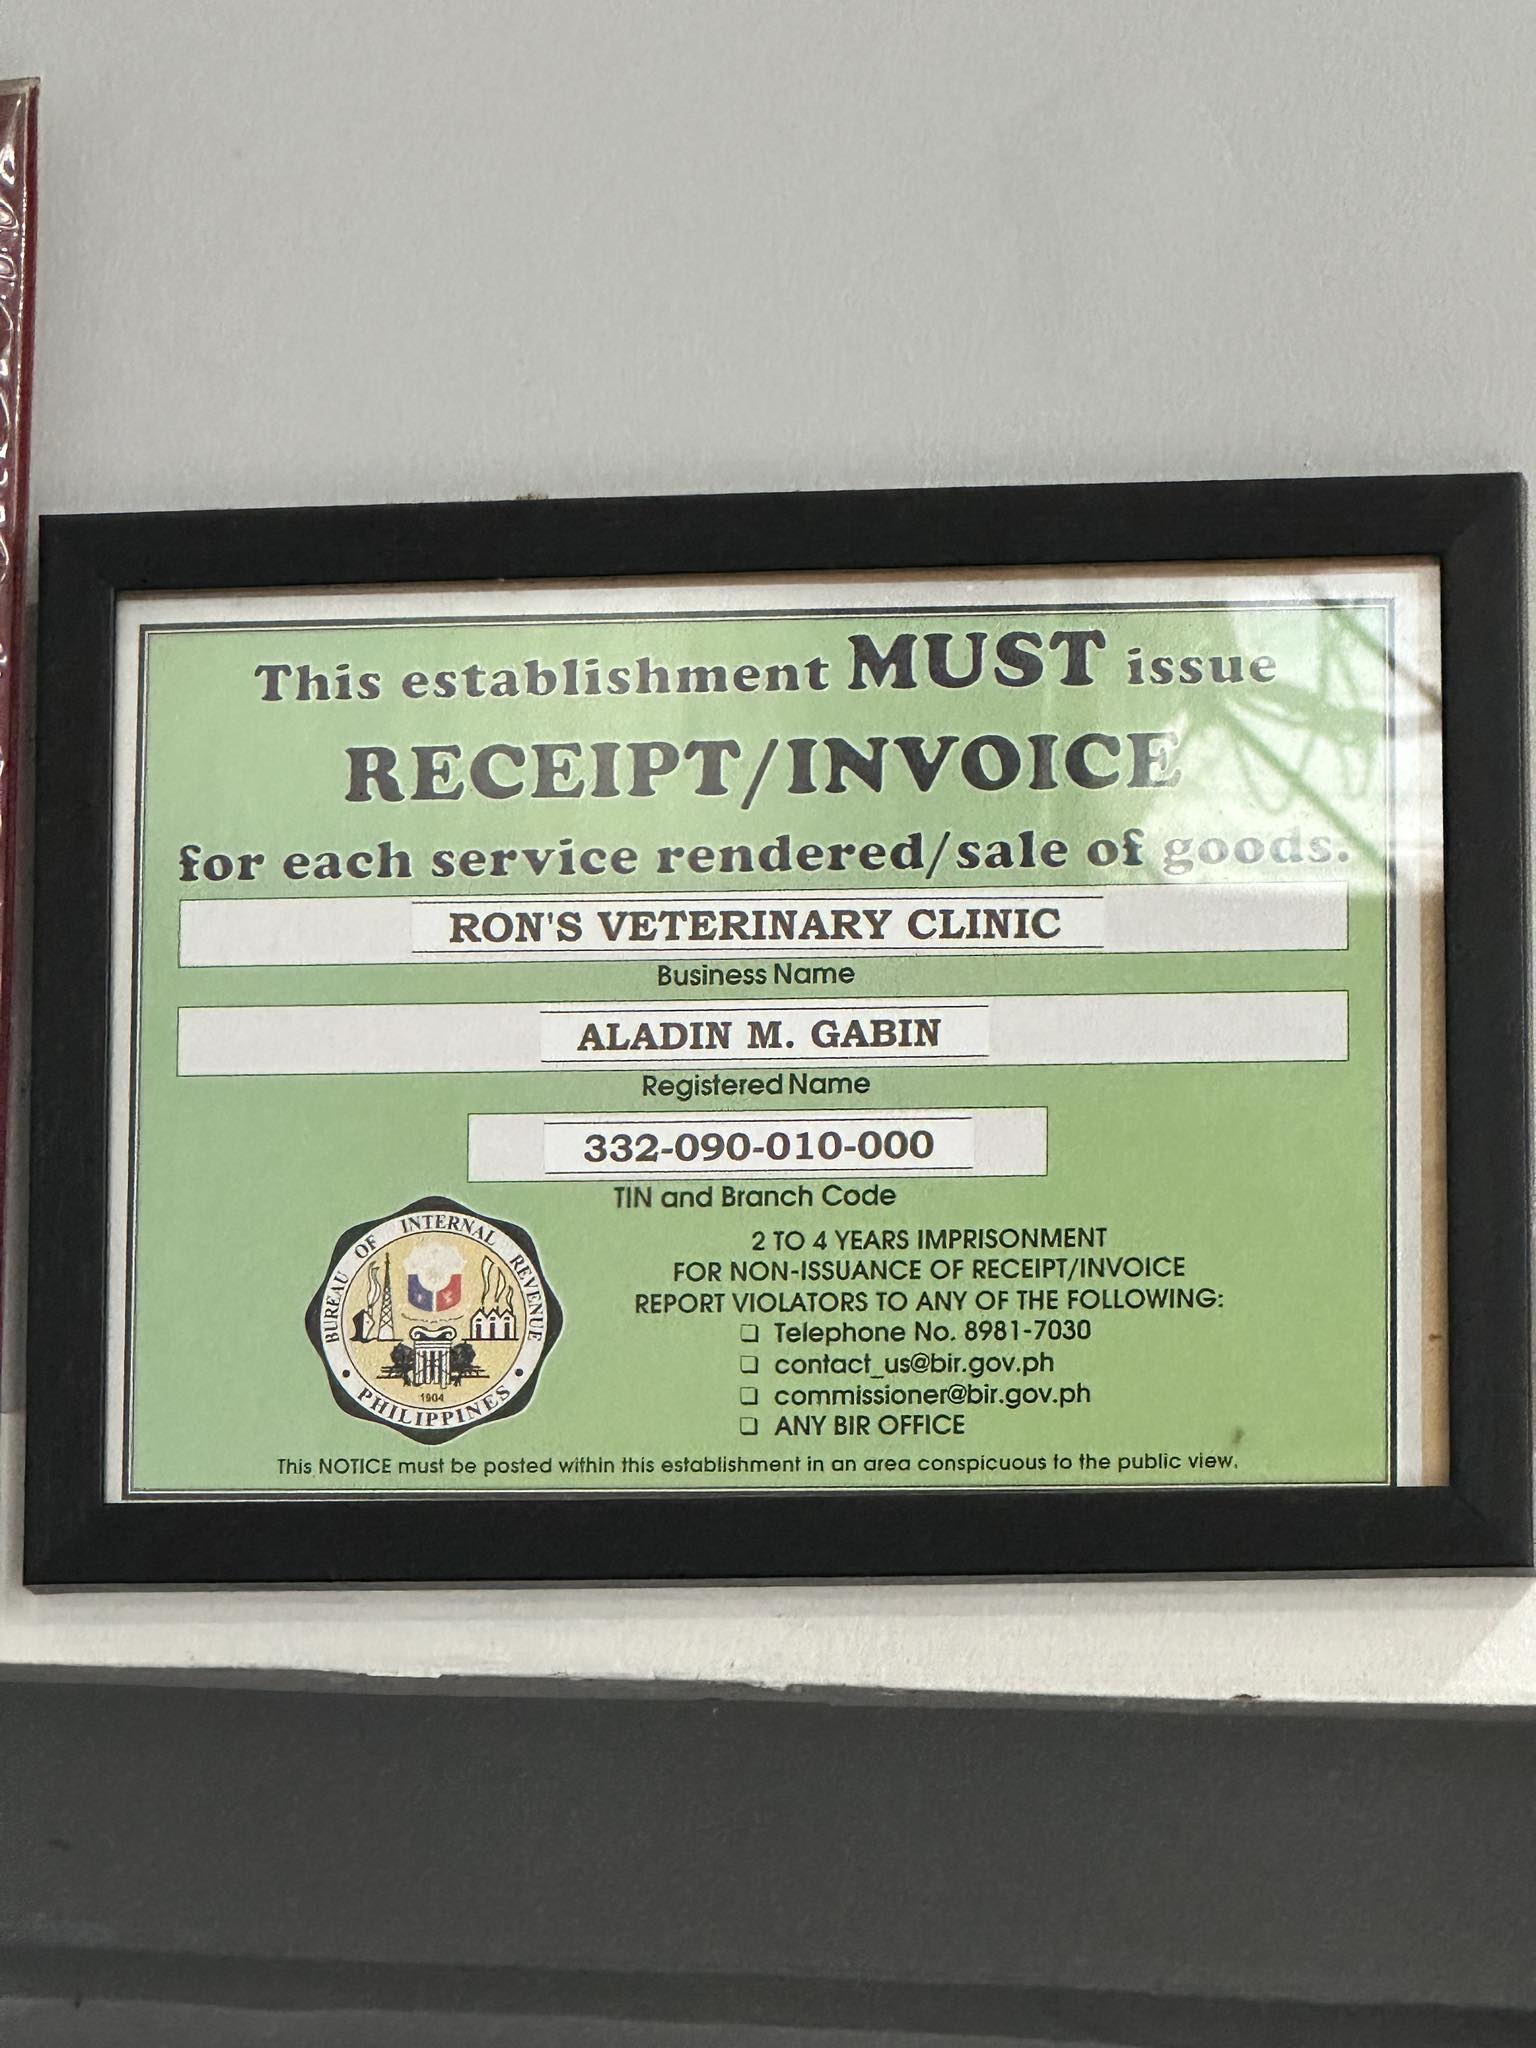 This establishment MUST issue
RECEIPT/INVOICE
for each service rendered/sale of goods.
RON'S VETERINARY CLINIC
Business Name
ALADIN M. GABIN
Registered Name
332-090-010-000
TIN and Branch Code
BUREAU OF INTERNAL REVENUE
1904
PHILIPPINES
2 TO 4 YEARS IMPRISONMENT
FOR NON-ISSUANCE OF RECEIPT/INVOICE
REPORT VIOLATORS TO ANY OF THE FOLLOWING:
❑ Telephone No. 8981-7030
❑ contact_us@bir.gov.ph
❑ commissioner@bir.gov.ph
❑ ANY BIR OFFICE
This NOTICE must be posted within this establishment in an area conspicuous to the public view.